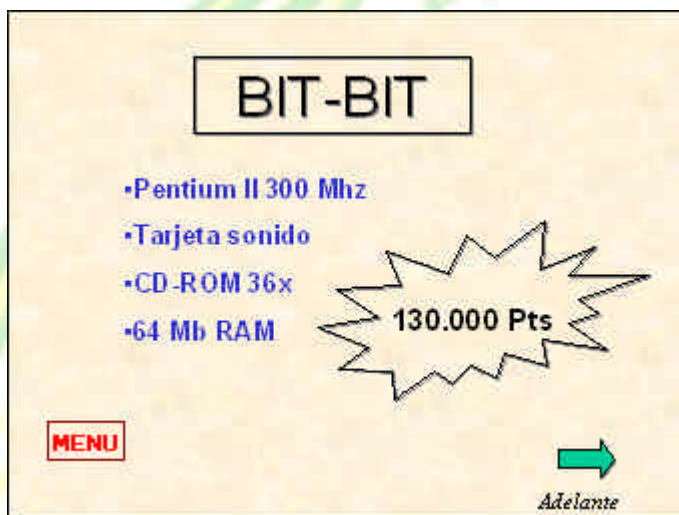 BIT-BIT
▪Pentium II 300 Mhz
▪Tarjeta sonido
▪CD-ROM 36x
▪64 Mb RAM
130.000 Pts
MENU
Adelante